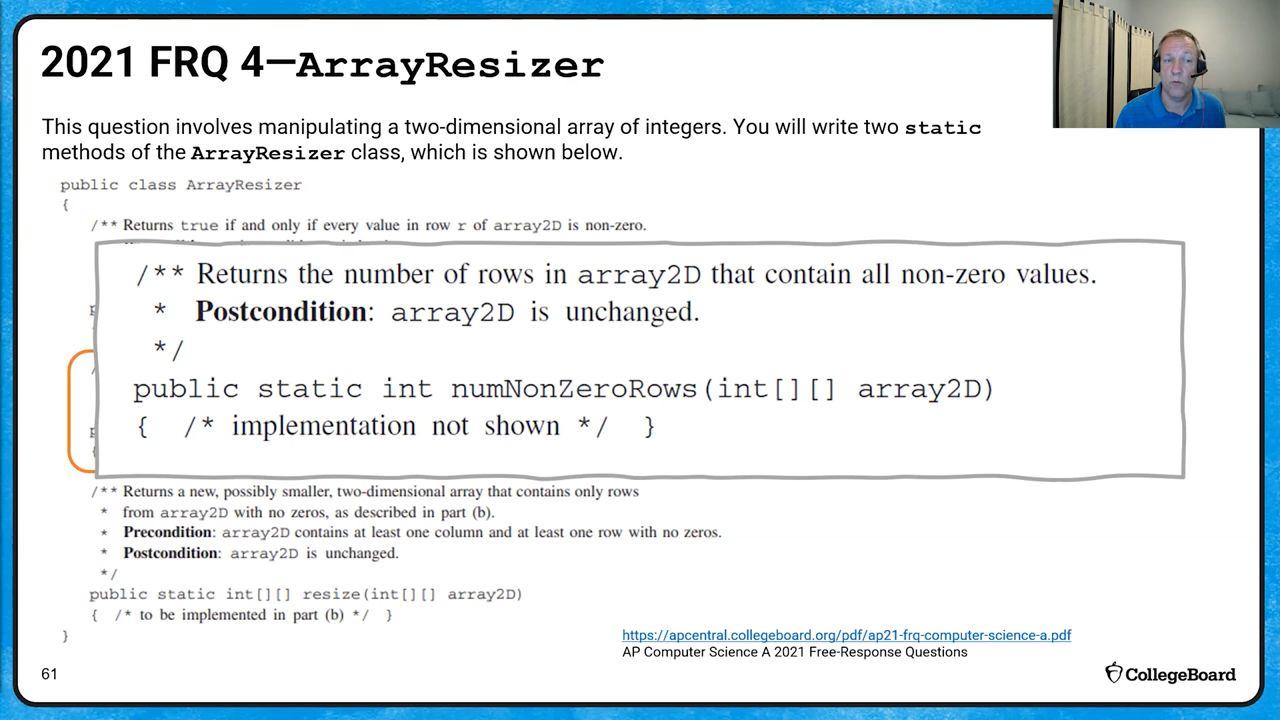 2021 FRQ 4—ArrayResizer
This question involves manipulating a two-dimensional array of integers. You will write two static
methods of the ArrayResizer class, which is shown below.
public class ArrayResizer
{
/** Returns true if and only if every value in row r of array2D is non-zero.
/** Returns the number of rows in array2D that contain all non-zero values.
* Postcondition: array2D is unchanged.
*/
public static int numNonZeroRows(int[][] array2D)
{ /* implementation not shown */ }
/** Returns a new, possibly smaller, two-dimensional array that contains only rows
* from array2D with no zeros, as described in part (b).
* Precondition: array2D contains at least one column and at least one row with no zeros.
* Postcondition: array2D is unchanged.
*/
public static int[][] resize(int[][] array2D)
{ /* to be implemented in part (b) */ }
}
https://apcentral.collegeboard.org/pdf/ap21-frq-computer-science-a.pdf
AP Computer Science A 2021 Free-Response Questions
61
CollegeBoard